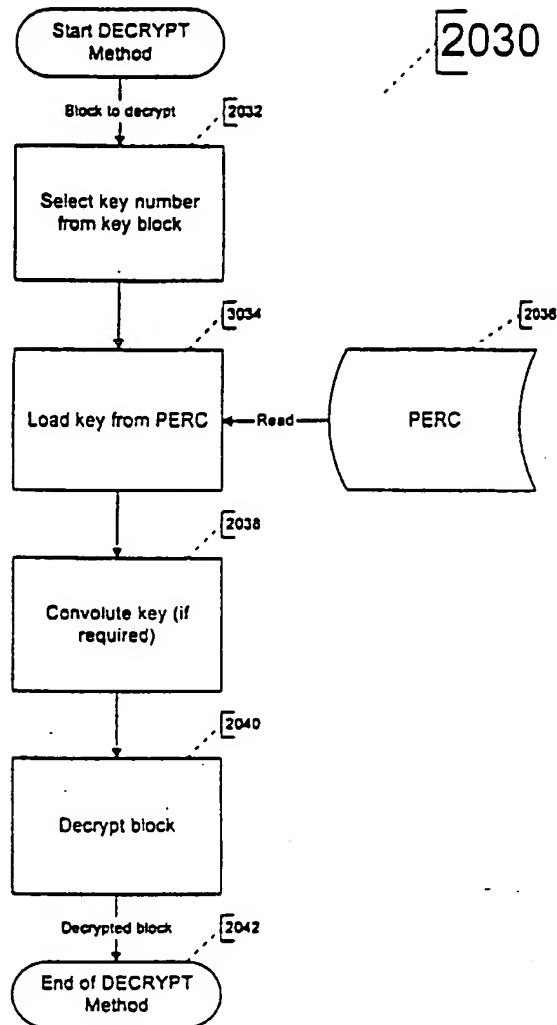 Start DECRYPT
Method
2030
Block to decrypt
2032
Select key number
from key block
3034
2036
Load key from PERC
Read
PERC
2038
Convolute key (if
required)
2040
Decrypt block
Decrypted block
2042
End of DECRYPT
Method